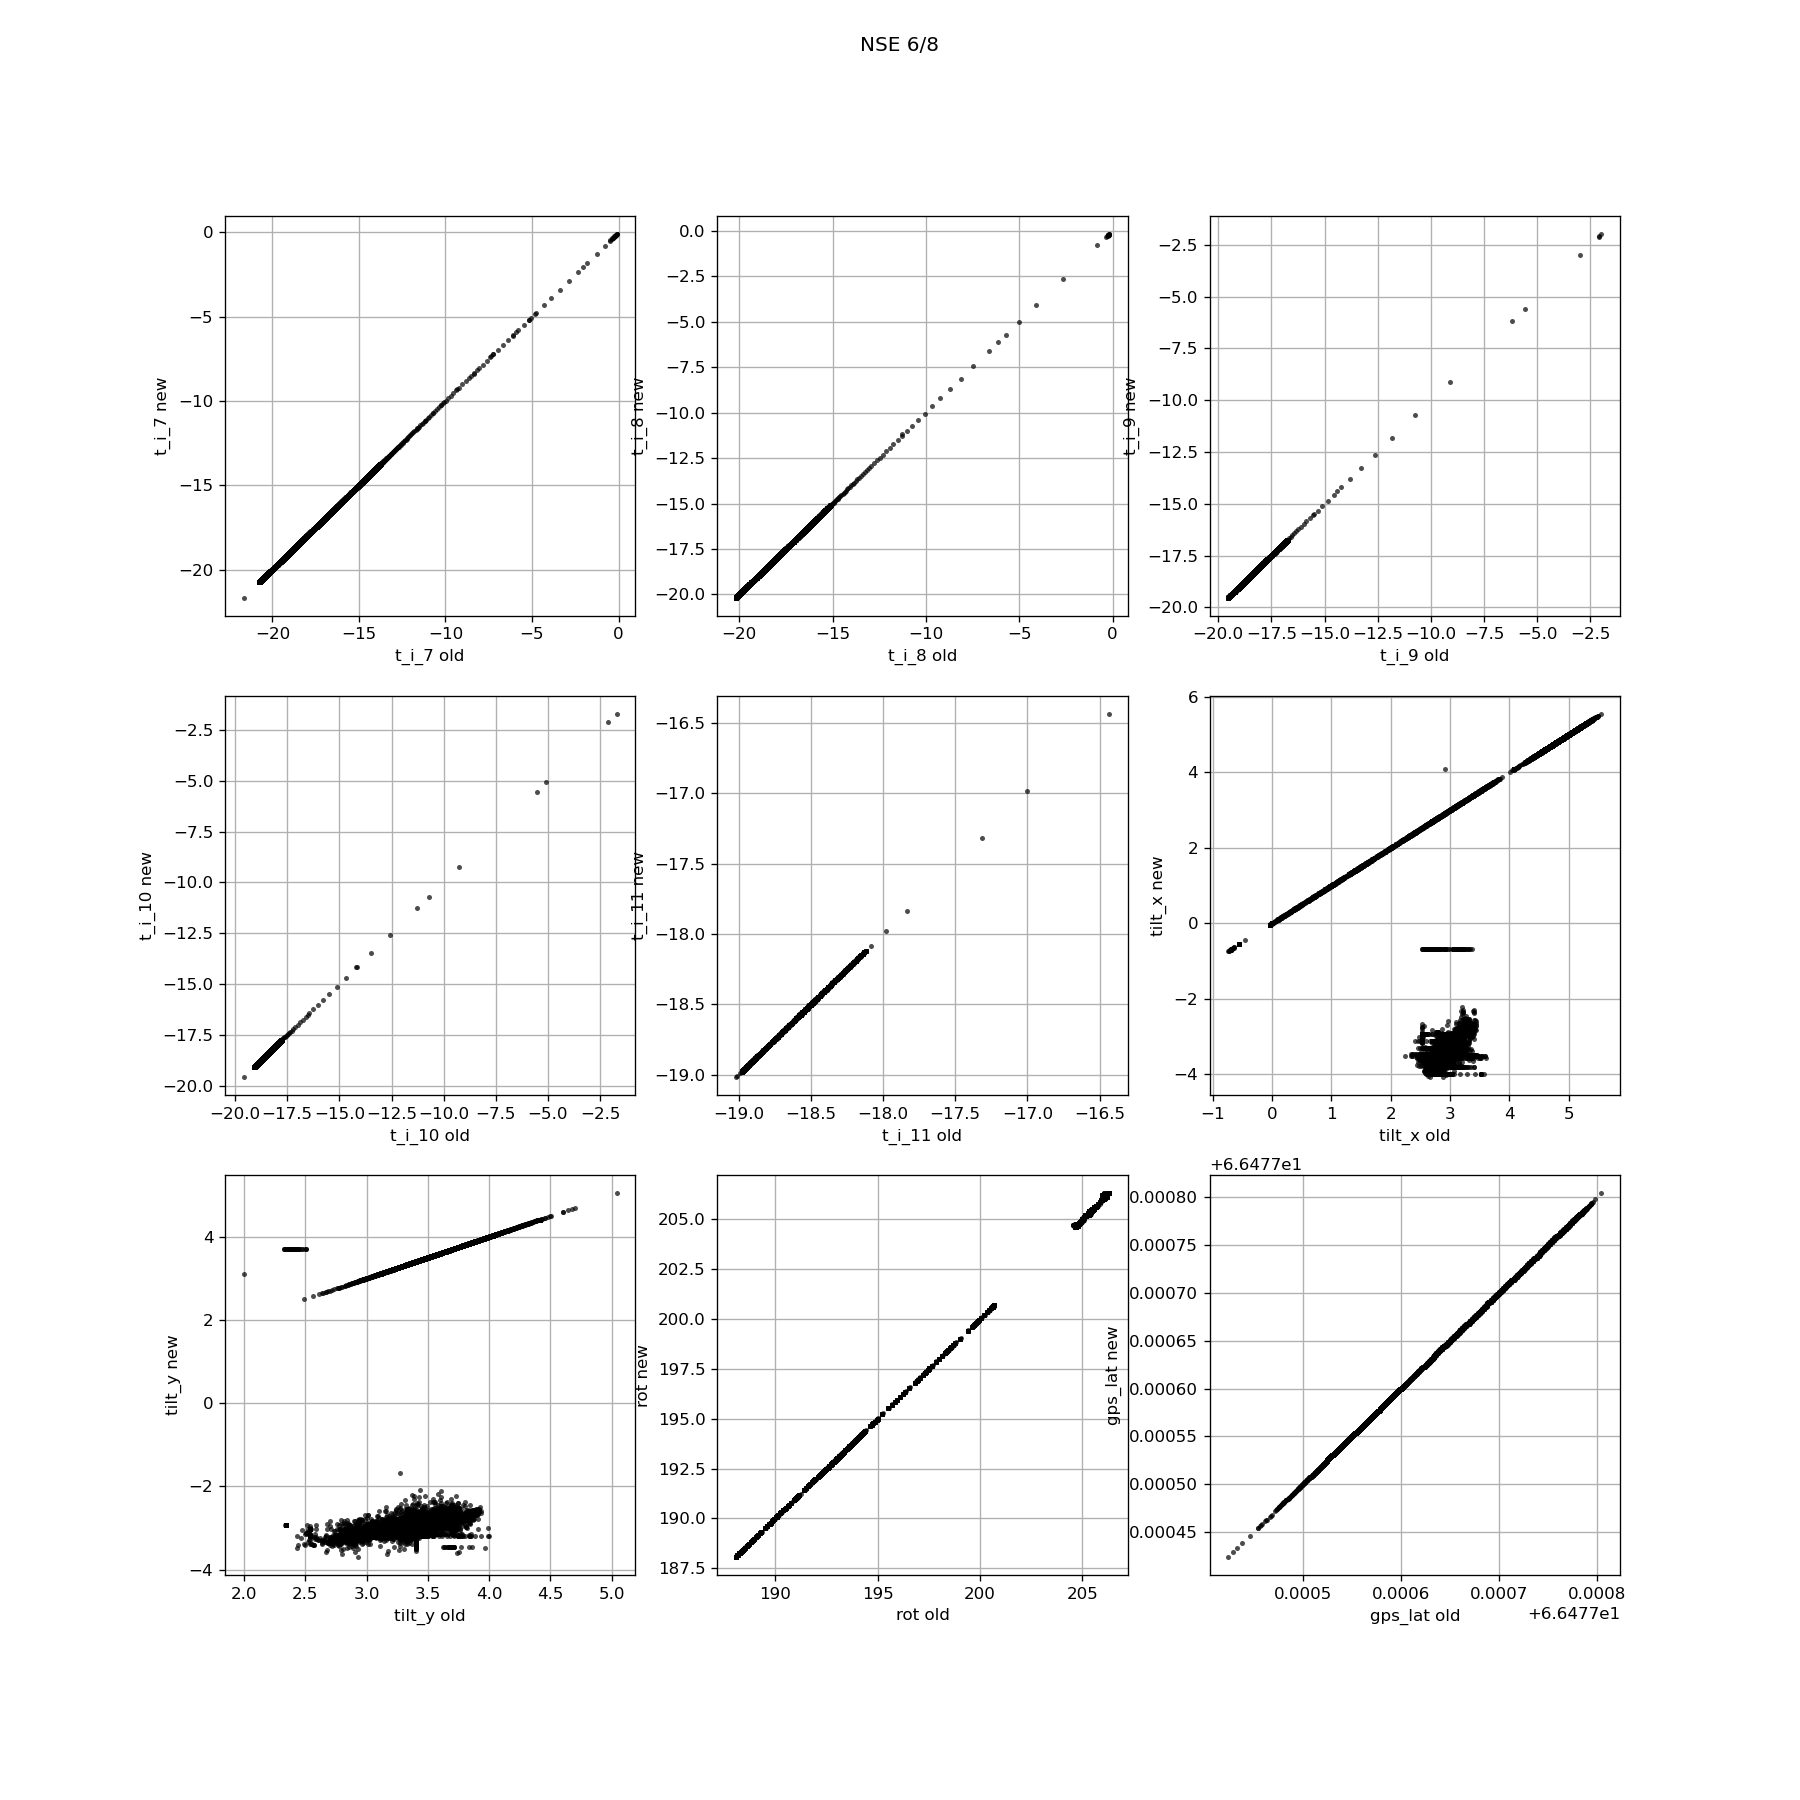 NSE 6/8
0
−5
−10
−15
−20
t_i_7 new
−20 −15 −10 −5 0
t_i_7 old
0.0
−2.5
−5.0
−7.5
−10.0
−12.5
−15.0
−17.5
−20.0
t_i_8 new
−20 −15 −10 −5 0
t_i_8 old
−2.5
−5.0
−7.5
−10.0
−12.5
−15.0
−17.5
−20.0
t_i_9 new
−20.0 −17.5 −15.0 −12.5 −10.0 −7.5 −5.0 −2.5
t_i_9 old
−2.5
−5.0
−7.5
−10.0
−12.5
−15.0
−17.5
−20.0
t_i_10 new
−20.0 −17.5 −15.0 −12.5 −10.0 −7.5 −5.0 −2.5
t_i_10 old
−16.5
−17.0
−17.5
−18.0
−18.5
−19.0
t_i_11 new
−19.0 −18.5 −18.0 −17.5 −17.0 −16.5
t_i_11 old
6
4
2
0
−2
−4
tilt_x new
−1 0 1 2 3 4 5
tilt_x old
4
2
0
−2
−4
tilt_y new
2.0 2.5 3.0 3.5 4.0 4.5 5.0
tilt_y old
205.0
202.5
200.0
197.5
195.0
192.5
190.0
187.5
rot new
190 195 200 205
rot old
+6.6477e1
0.00080
0.00075
0.00070
0.00065
0.00060
0.00055
0.00050
0.00045
gps_lat new
0.0005 0.0006 0.0007 0.0008
gps_lat old
+6.6477e1